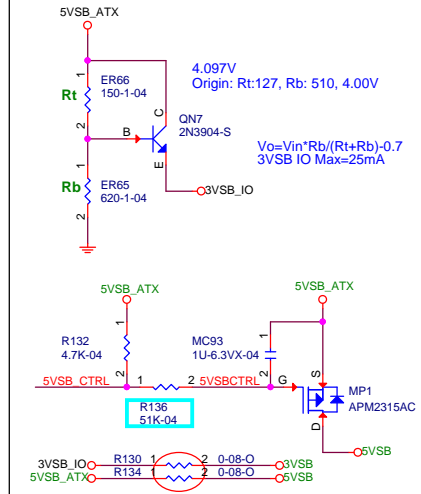 5VSB_ATX
1
ER66
150-1-04
Rt
2
4.097V
Origin: Rt:127, Rb: 510, 4.00V
C
QN7
2N3904-S
B
E
Vo=Vin*Rb/(Rt+Rb)-0.7
3VSB IO Max=25mA
1
Rb
ER65
620-1-04
2
3VSB_IO
5VSB_ATX
5VSB_ATX
1
R132
4.7K-04
2
MC93
1U-6.3VX-04
1
2
S
MP1
APM2315AC
G
D
5VSB_CTRL
1
2
5VSBCTRL
R136
51K-04
5VSB
3VSB_IO
R130
1
2
0-08-O
3VSB
5VSB_ATX
R134
1
2
0-08-O
5VSB